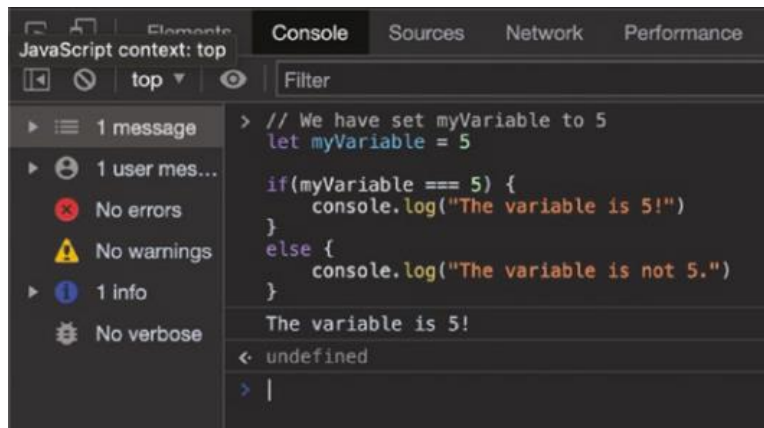 Elements Console Sources Network Performance
JavaScript context: top
top ▼ Filter
1 message
1 user mes...
No errors
No warnings
1 info
No verbose
> // We have set myVariable to 5
let myVariable = 5
if(myVariable === 5) {
console.log("The variable is 5!")
}
else {
console.log("The variable is not 5.")
}
The variable is 5!
undefined
>